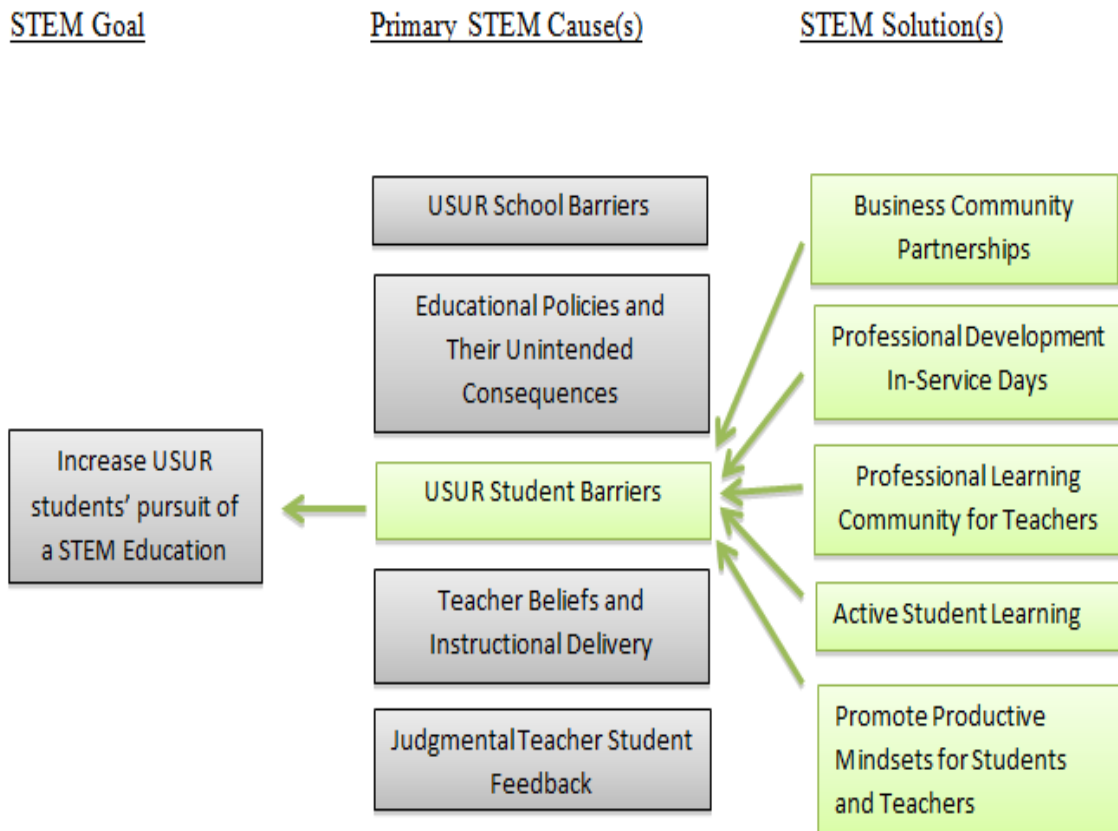 STEM Goal
Primary STEM Cause(s)
STEM Solution(s)
Increase USUR
students’ pursuit of
a STEM Education
USUR School Barriers
Educational Policies and
Their Unintended
Consequences
USUR Student Barriers
Teacher Beliefs and
Instructional Delivery
Judgmental Teacher Student
Feedback
Business Community
Partnerships
Professional Development
In-Service Days
Professional Learning
Community for Teachers
Active Student Learning
Promote Productive
Mindsets for Students
and Teachers